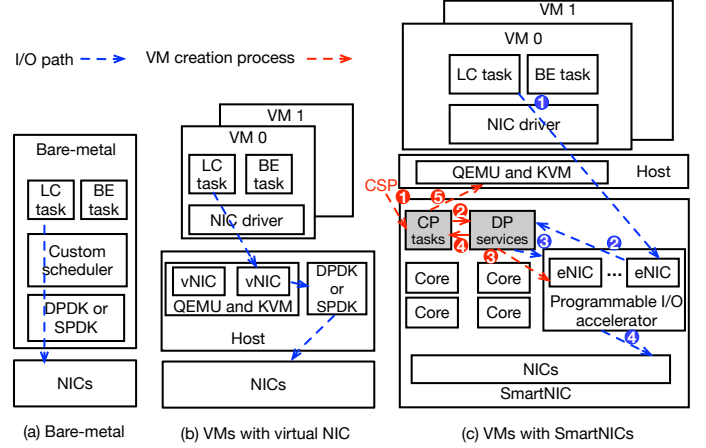 I/O path
VM creation process
Bare-metal
LC
task
BE
task
Custom
scheduler
DPDK or
SPDK
NICs
(a) Bare-metal
VM 1
VM 0
LC
task
BE
task
NIC driver
vNIC
vNIC
QEMU and KVM
DPDK
or
SPDK
Host
NICs
(b) VMs with virtual NIC
VM 1
VM 0
LC task
BE task
1
NIC driver
QEMU and KVM
Host
CSP
1
5
CP
tasks
2
4
DP
services
3
3
2
eNIC
...
eNIC
Programmable I/O
accelerator
Core
Core
Core
Core
4
NICs
SmartNIC
(c) VMs with SmartNICs